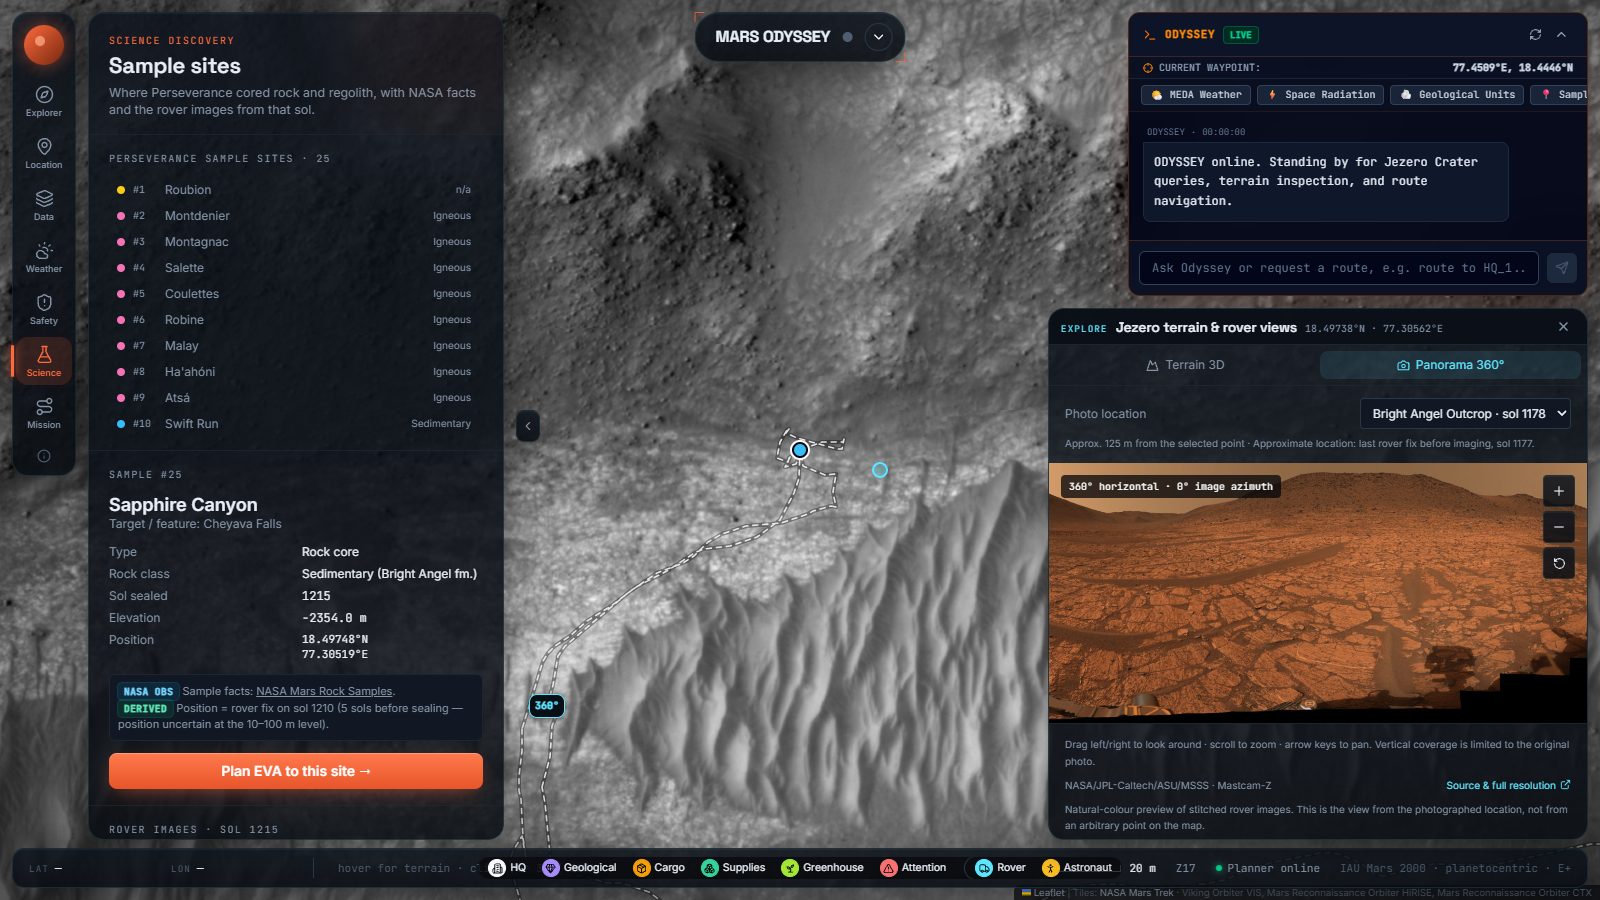 Explorer
Location
Data
Weather
Safety
Science
Mission
SCIENCE DISCOVERY
Sample sites
Where Perseverance cored rock and regolith, with NASA facts
and the rover images from that sol.
PERSEVERANCE SAMPLE SITES · 25
#1 Roubion n/a
#2 Montdenier Igneous
#3 Montagnac Igneous
#4 Salette Igneous
#5 Coulettes Igneous
#6 Robine Igneous
#7 Malay Igneous
#8 Ha'ahóni Igneous
#9 Atsá Igneous
#10 Swift Run Sedimentary
SAMPLE #25
Sapphire Canyon
Target / feature: Cheyava Falls
Type Rock core
Rock class Sedimentary (Bright Angel fm.)
Sol sealed 1215
Elevation -2354.0 m
Position 18.49748°N
77.30519°E
NASA OBS Sample facts: NASA Mars Rock Samples.
DERIVED Position = rover fix on sol 1210 (5 sols before sealing —
position uncertain at the 10–100 m level).
Plan EVA to this site →
ROVER IMAGES · SOL 1215
MARS ODYSSEY
360°
ODYSSEY LIVE
CURRENT WAYPOINT: 77.4509°E, 18.4446°N
MEDA Weather Space Radiation Geological Units Sampl
ODYSSEY · 00:00:00
ODYSSEY online. Standing by for Jezero Crater
queries, terrain inspection, and route
navigation.
Ask Odyssey or request a route, e.g. route to HQ_1..
EXPLORE Jezero terrain & rover views 18.49738°N · 77.30562°E
Terrain 3D Panorama 360°
Photo location Bright Angel Outcrop · sol 1178
Approx. 125 m from the selected point · Approximate location: last rover fix before imaging, sol 1177.
360° horizontal · 0° image azimuth
Drag left/right to look around · scroll to zoom · arrow keys to pan. Vertical coverage is limited to the original
photo.
NASA/JPL-Caltech/ASU/MSSS · Mastcam-Z Source & full resolution
Natural-colour preview of stitched rover images. This is the view from the photographed location, not from
an arbitrary point on the map.
LAT — LON — hover for terrain · c HQ Geological Cargo Supplies Greenhouse Attention Rover Astronaut 20 m Z17 Planner online IAU Mars 2000 · planetocentric · E+
Leaflet | Tiles: NASA Mars Trek · Viking Orbiter VIS, Mars Reconnaissance Orbiter HiRISE, Mars Reconnaissance Orbiter CTX